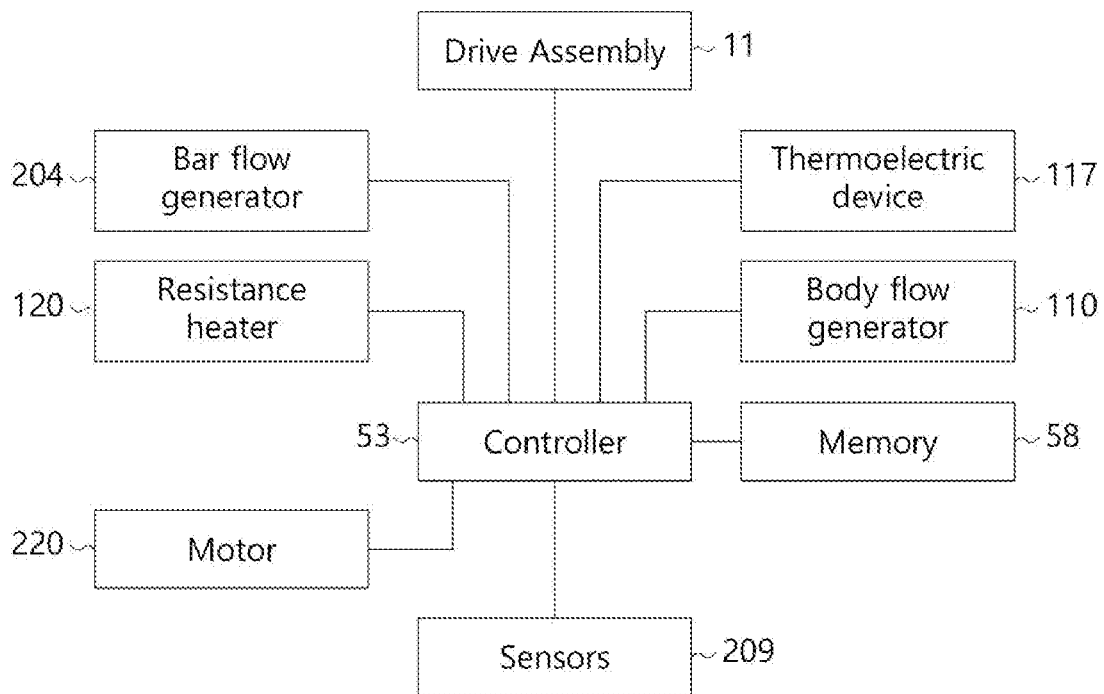 Drive Assembly 11
204 Bar flow
generator
Thermoelectric
device 117
120 Resistance
heater
Body flow
generator 110
53 Controller
Memory 58
220 Motor
Sensors 209